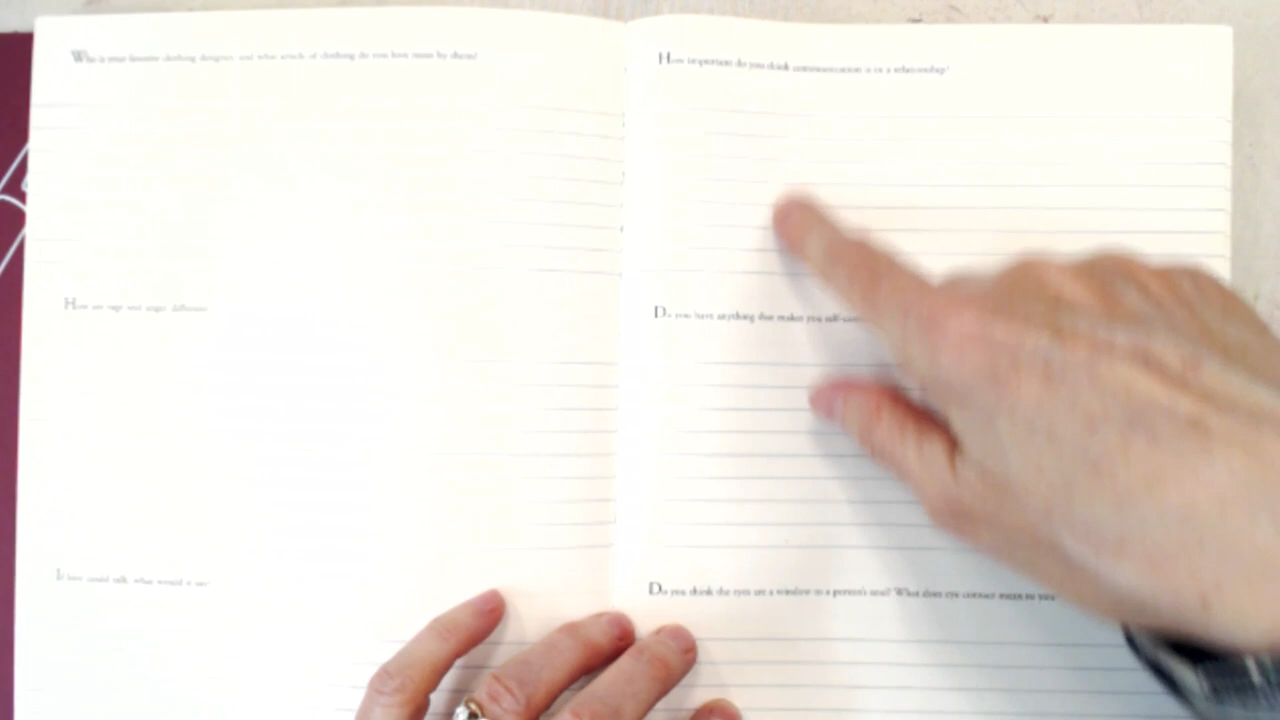 Who is your favorite clothing designer, and what article of clothing do you love most by them?
How are rage and anger different?
If love could talk, what would it say?
How important do you think communication is in a relationship?
Do you have anything that makes you self-con
Do you think the eyes are a window to a person's soul? What does eye contact mean to you